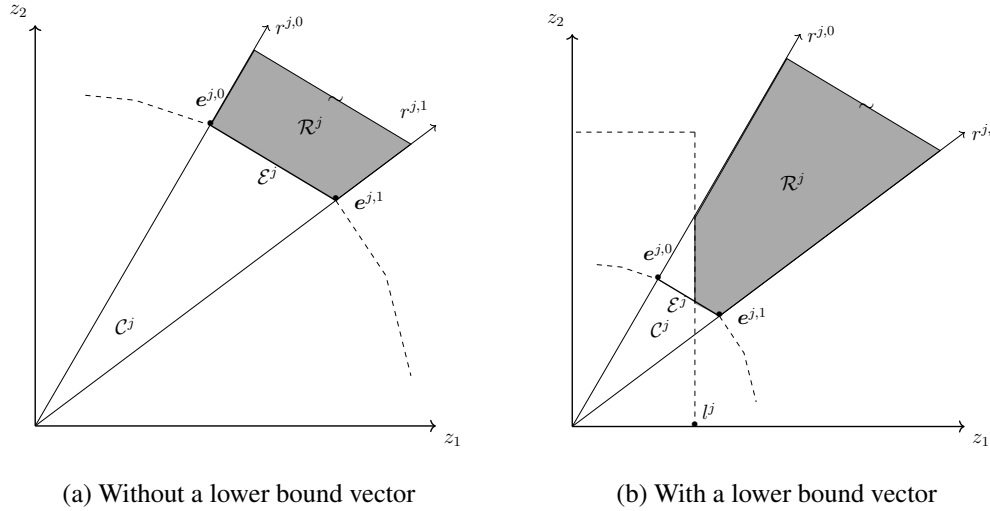 z₂
r^{j,0}
e^{j,0}
r^{j,1}
ℛ^j
ℰ^j
e^{j,1}
𝒞^j
z₁
(a) Without a lower bound vector
z₂
r^{j,0}
r^{j,
ℛ^j
e^{j,0}
ℰ^j
e^{j,1}
𝒞^j
l^j
z₁
(b) With a lower bound vector